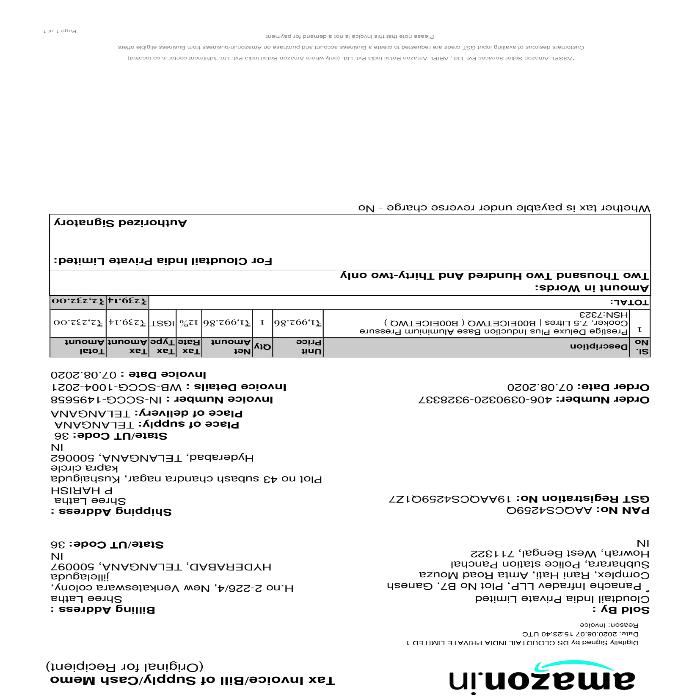 amazon.in
Tax Invoice/Bill of Supply/Cash Memo
(Original for Recipient)
Digitally Signed by DS CLOUDTAIL INDIA PRIVATE LIMITED 1
Date: 2020.08.07 15:23:40 UTC
Reason: Invoice
Sold By :
Cloudtail India Private Limited
* Panache Infradev LLP, Plot No B7, Ganesh
Complex, Rani Hati, Amta Road Mouza
Subharara, Police station Panchal
Howrah, West Bengal, 711322
IN
Billing Address :
Shree Latha
H.no 2-226/4, New Venkateswara colony,
jillelaguda
HYDERABAD, TELANGANA, 500097
IN
State/UT Code: 36
PAN No: AAQCS4259Q
GST Registration No: 19AAQCS4259Q1Z7
Shipping Address :
Shree Latha
P HARISH
Plot no 43 subash chandra nagar, Kushaiguda
kapra circle
Hyderabad, TELANGANA, 500062
IN
State/UT Code: 36
Place of supply: TELANGANA
Place of delivery: TELANGANA
Order Number: 406-0390320-9328337
Invoice Number : IN-SCCG-1495658
Order Date: 07.08.2020
Invoice Details : WB-SCCG-1004-2021
Invoice Date : 07.08.2020
Sl. No Description Unit Price Qty Net Amount Tax Rate Tax Type Tax Amount Total Amount
1 Prestige Deluxe Plus Induction Base Aluminium Pressure ₹1,992.86 1 ₹1,992.86 12% IGST ₹239.14 ₹2,232.00
Cooker, 7.5 Litres | B00EICETWQ ( B00EICETWQ )
HSN:7323
TOTAL: ₹239.14 ₹2,232.00
Amount in Words:
Two Thousand Two Hundred And Thirty-two only
For Cloudtail India Private Limited:
Authorized Signatory
Whether tax is payable under reverse charge - No
*ASSPL-Amazon Seller Services Pvt. Ltd., ARIPL-Amazon Retail India Pvt. Ltd. (only where Amazon Retail India Pvt. Ltd. fulfillment center is co-located)
Customers desirous of availing input GST credit are requested to create a Business account and purchase on Amazon.in/business from Business eligible offers
Please note that this invoice is not a demand for payment
Page 1 of 1